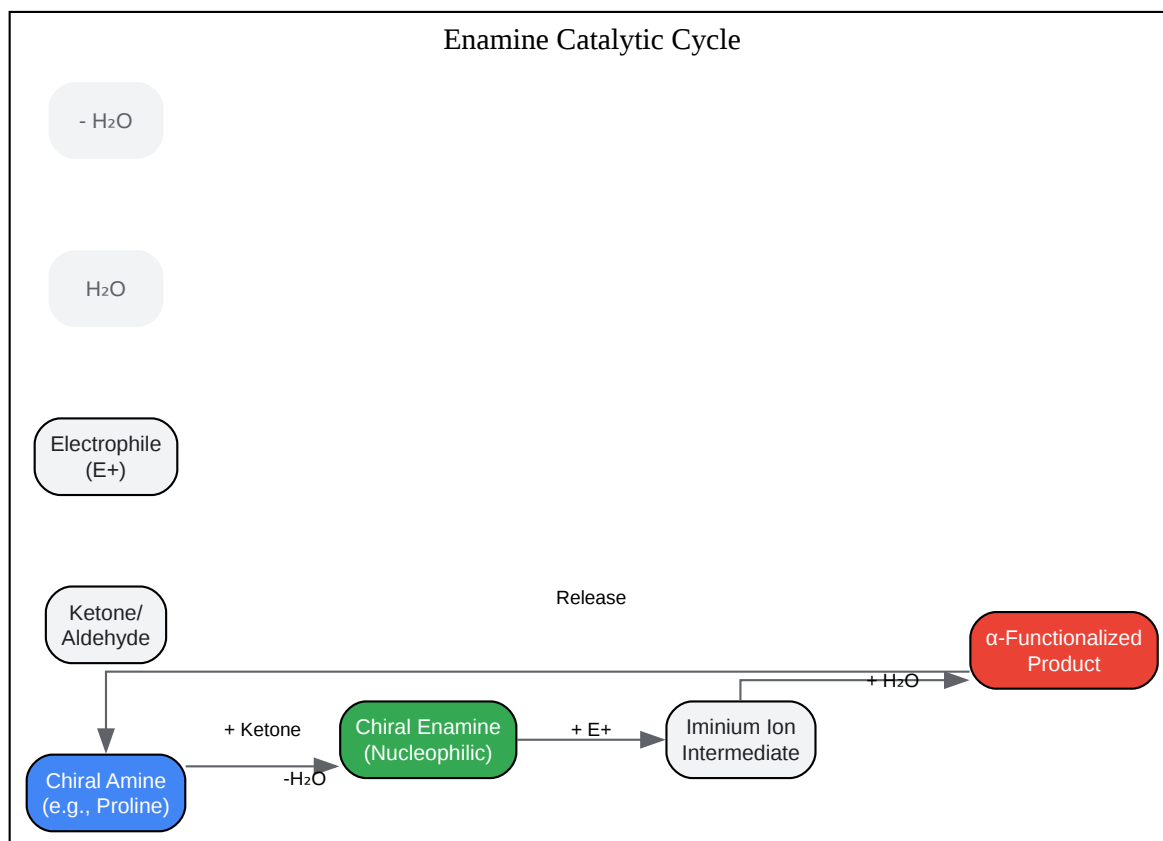 Enamine Catalytic Cycle
- H₂O
H₂O
Electrophile
(E+)
Ketone/
Aldehyde
Release
α-Functionalized
Product
+ H₂O
+ Ketone
-H₂O
Chiral Enamine
(Nucleophilic)
+ E+
Iminium Ion
Intermediate
Chiral Amine
(e.g., Proline)